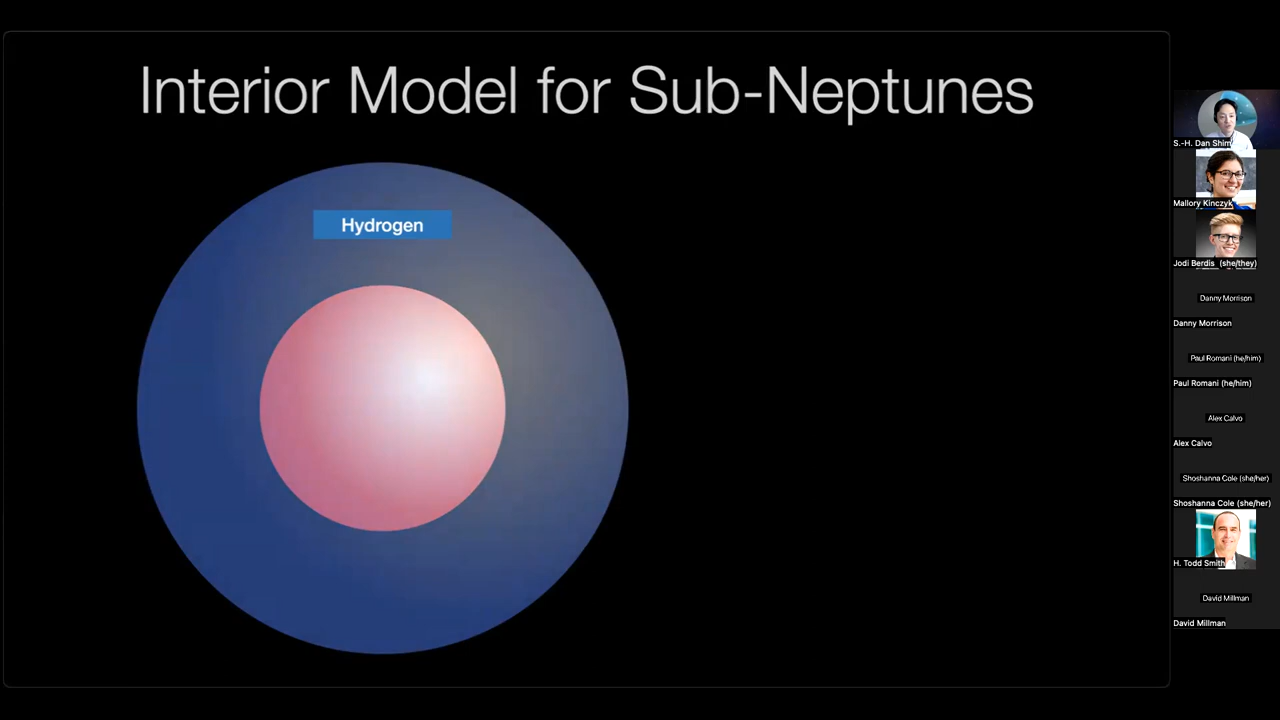 Interior Model for Sub-Neptunes
Hydrogen
S.-H. Dan Shim
Mallory Kinczyk
Jodi Berdis (she/they)
Danny Morrison
Danny Morrison
Paul Romani (he/him)
Paul Romani (he/him)
Alex Calvo
Alex Calvo
Shoshanna Cole (she/her)
Shoshanna Cole (she/her)
H. Todd Smith
David Millman
David Millman